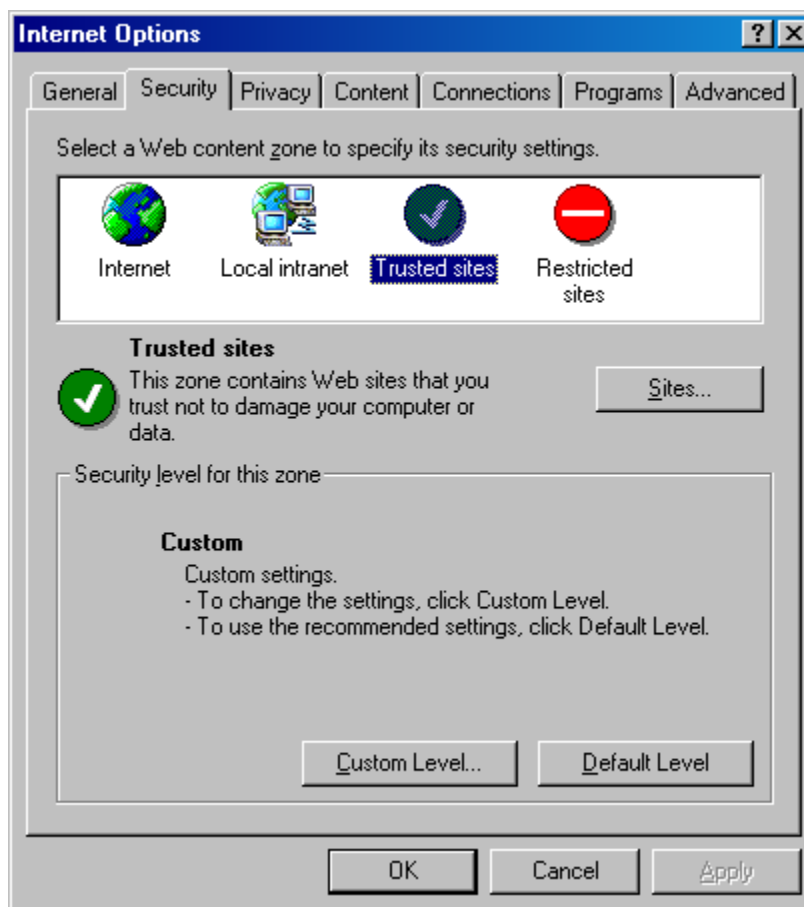 Internet Options
General Security Privacy Content Connections Programs Advanced
Select a Web content zone to specify its security settings.
Internet Local intranet Trusted sites Restricted sites
Trusted sites
This zone contains Web sites that you
trust not to damage your computer or
data.
Sites...
Security level for this zone
Custom
Custom settings.
- To change the settings, click Custom Level.
- To use the recommended settings, click Default Level.
Custom Level... Default Level
OK Cancel Apply